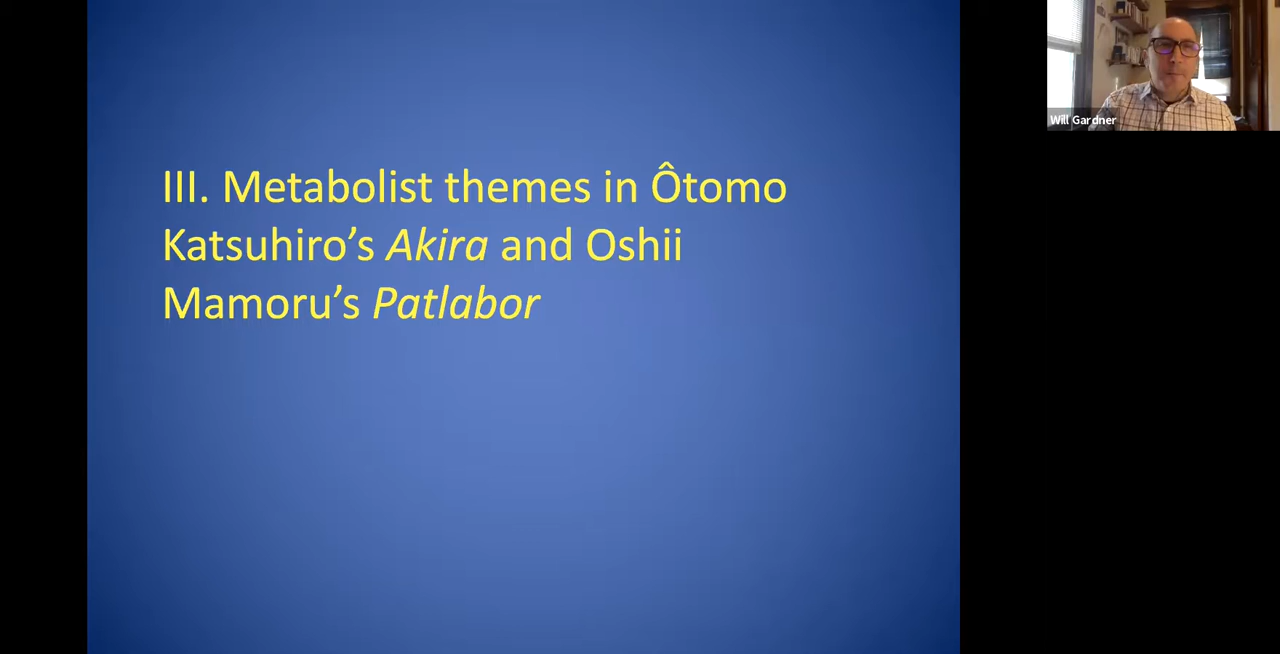 III. Metabolist themes in Ôtomo
Katsuhiro’s Akira and Oshii
Mamoru’s Patlabor
Will Gardner